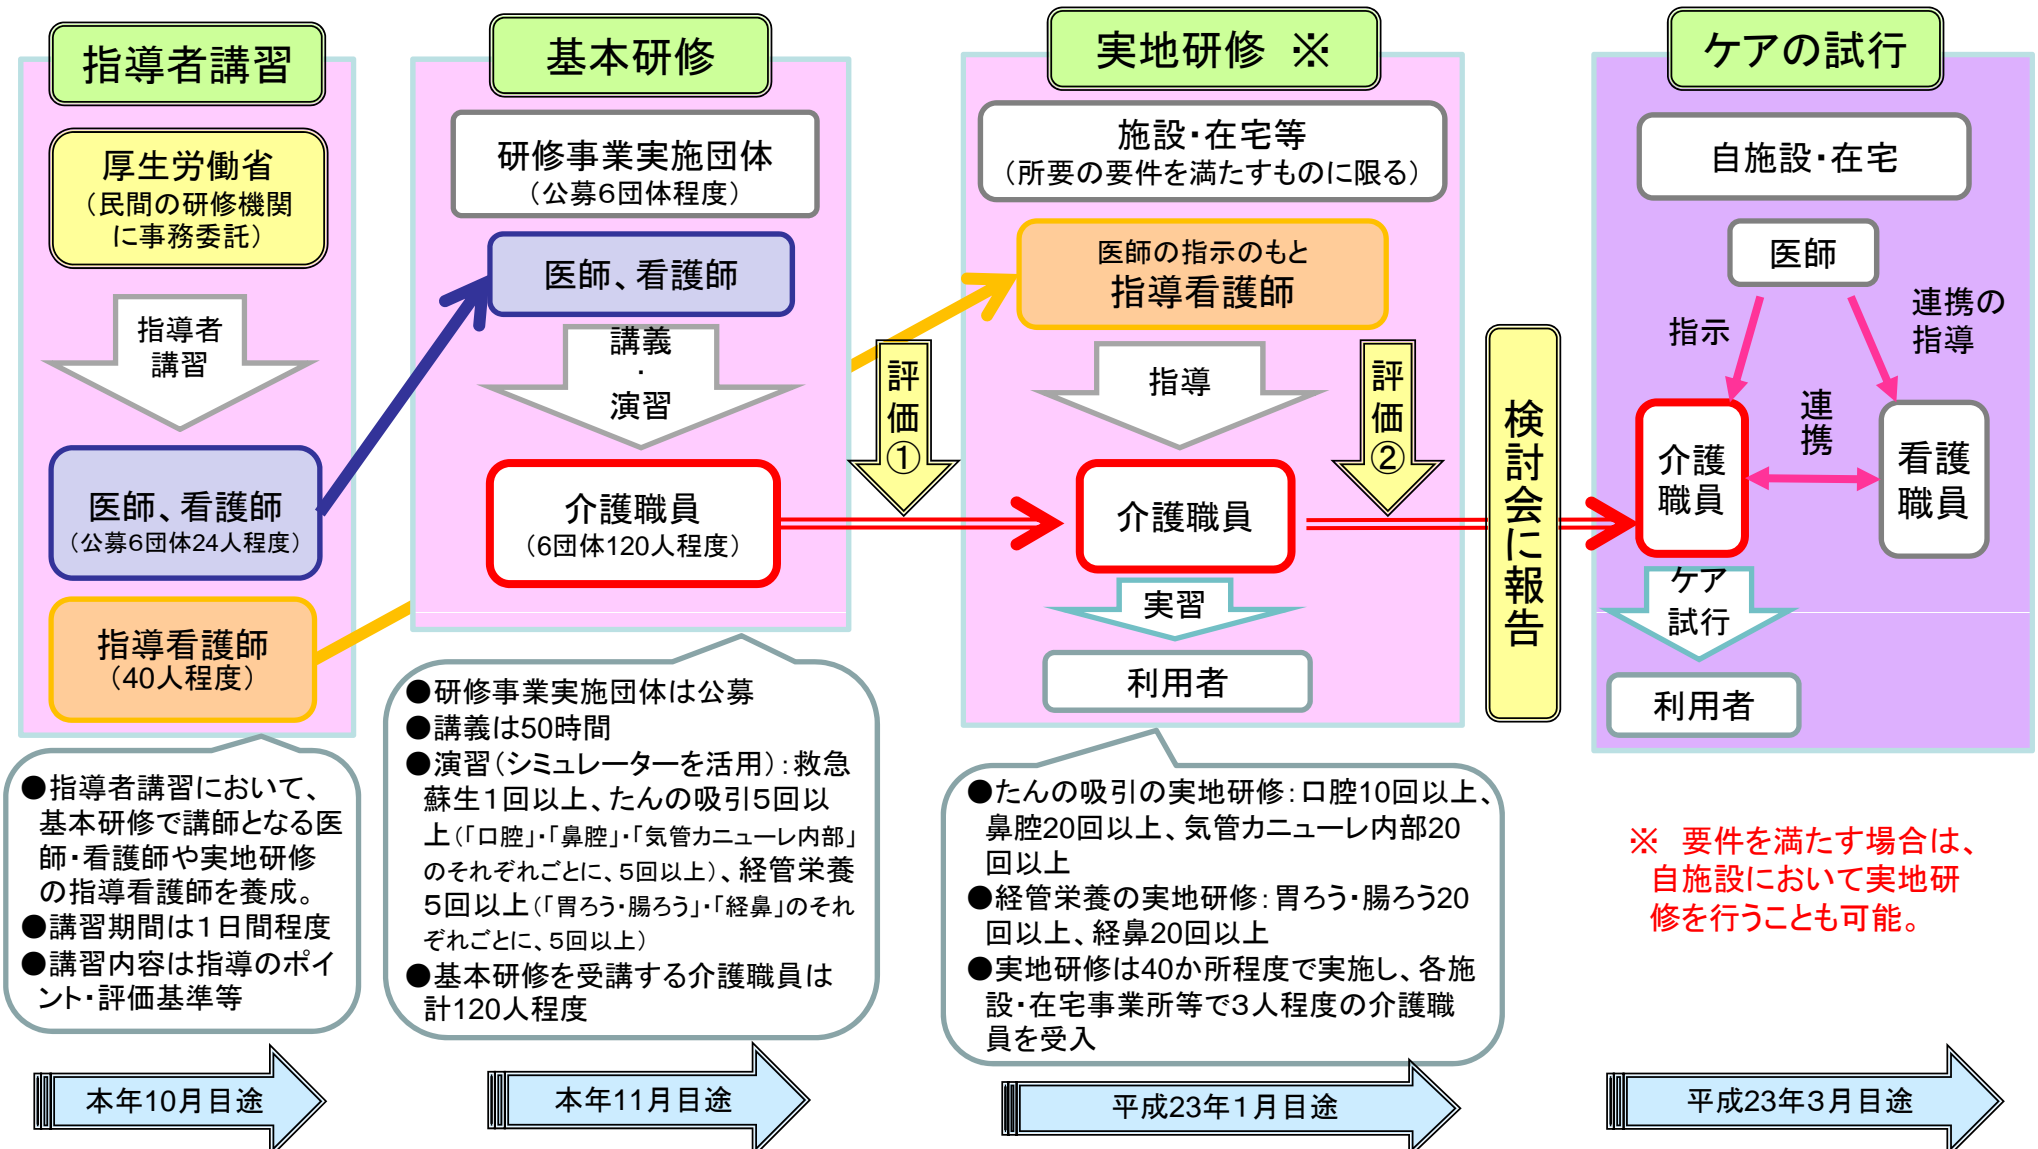 指導者講習
厚生労働省
（民間の研修機関
に事務委託）
指導者
講習
医師、看護師
（公募6団体24人程度）
指導看護師
（40人程度）
●指導者講習において、
基本研修で講師となる医
師・看護師や実地研修
の指導看護師を養成。
●講習期間は１日間程度
●講習内容は指導のポイ
ント・評価基準等
本年10月目途
基本研修
研修事業実施団体
（公募６団体程度）
医師、看護師
講義
・
演習
介護職員
（6団体120人程度）
●研修事業実施団体は公募
●講義は50時間
●演習（シミュレーターを活用）：救急
蘇生１回以上、たんの吸引５回以
上（「口腔」・「鼻腔」・「気管カニューレ内部」
のそれぞれごとに、５回以上）、経管栄養
５回以上（「胃ろう・腸ろう」・「経鼻」のそれ
ぞれごとに、５回以上）
●基本研修を受講する介護職員は
計120人程度
本年11月目途
評
価
①
実地研修 ※
施設・在宅等
（所要の要件を満たすものに限る）
医師の指示のもと
指導看護師
指導
介護職員
実習
利用者
●たんの吸引の実地研修：口腔10回以上、
鼻腔20回以上、気管カニューレ内部20
回以上
●経管栄養の実地研修：胃ろう・腸ろう20
回以上、経鼻20回以上
●実地研修は40か所程度で実施し、各施
設・在宅事業所等で３人程度の介護職
員を受入
平成23年１月目途
評
価
②
検討会に報告
ケアの試行
自施設・在宅
医師
指示
連携の
指導
連
携
介護
職員
看護
職員
ケア
試行
利用者
※　要件を満たす場合は、
自施設において実地研
修を行うことも可能。
平成23年３月目途